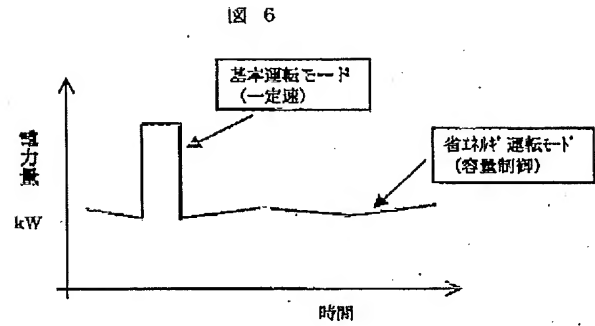 図 6
基本運転モード
(一定速)
電力量
kW
省エネルギ運転モード
(容量制御)
時間